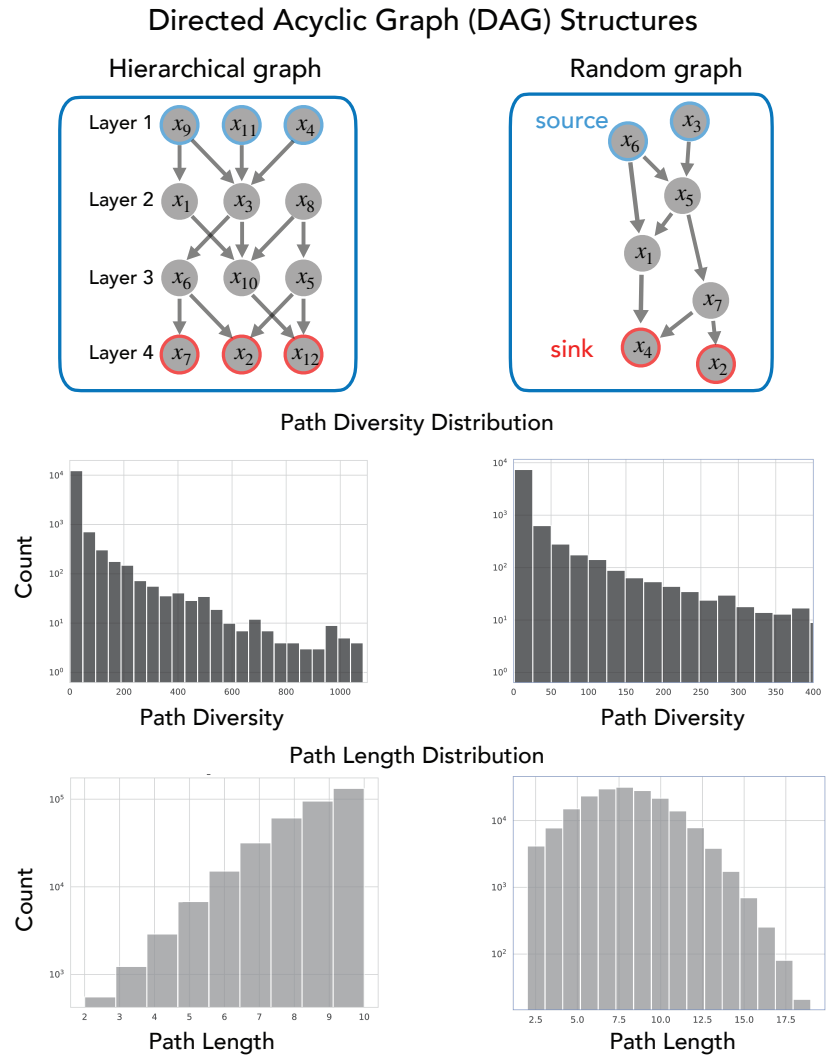 Directed Acyclic Graph (DAG) Structures
Hierarchical graph
Random graph
Layer 1
x9
x11
x4
Layer 2
x1
x3
x8
Layer 3
x6
x10
x5
Layer 4
x7
x2
x12
source
x3
x6
x5
x1
x7
sink
x4
x2
Path Diversity Distribution
Count
10^4
10^3
10^2
10^1
10^0
0 200 400 600 800 1000
Path Diversity
10^4
10^3
10^2
10^1
10^0
0 50 100 150 200 250 300 350 400
Path Diversity
Path Length Distribution
Count
10^5
10^4
10^3
2 3 4 5 6 7 8 9 10
Path Length
10^4
10^3
10^2
2.5 5.0 7.5 10.0 12.5 15.0 17.5
Path Length